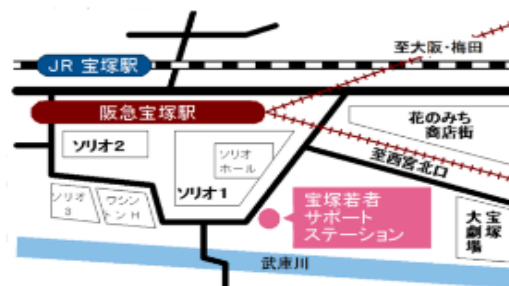 至大阪・梅田
JR 宝塚駅
阪急宝塚駅
花のみち
商店街
ソリオ2
ソリオ
ホール
至西宮北口
ソリオ1
ソリオ
3
ワシン
トンH
宝塚若者
サポート
ステーション
宝塚
大劇場
武庫川